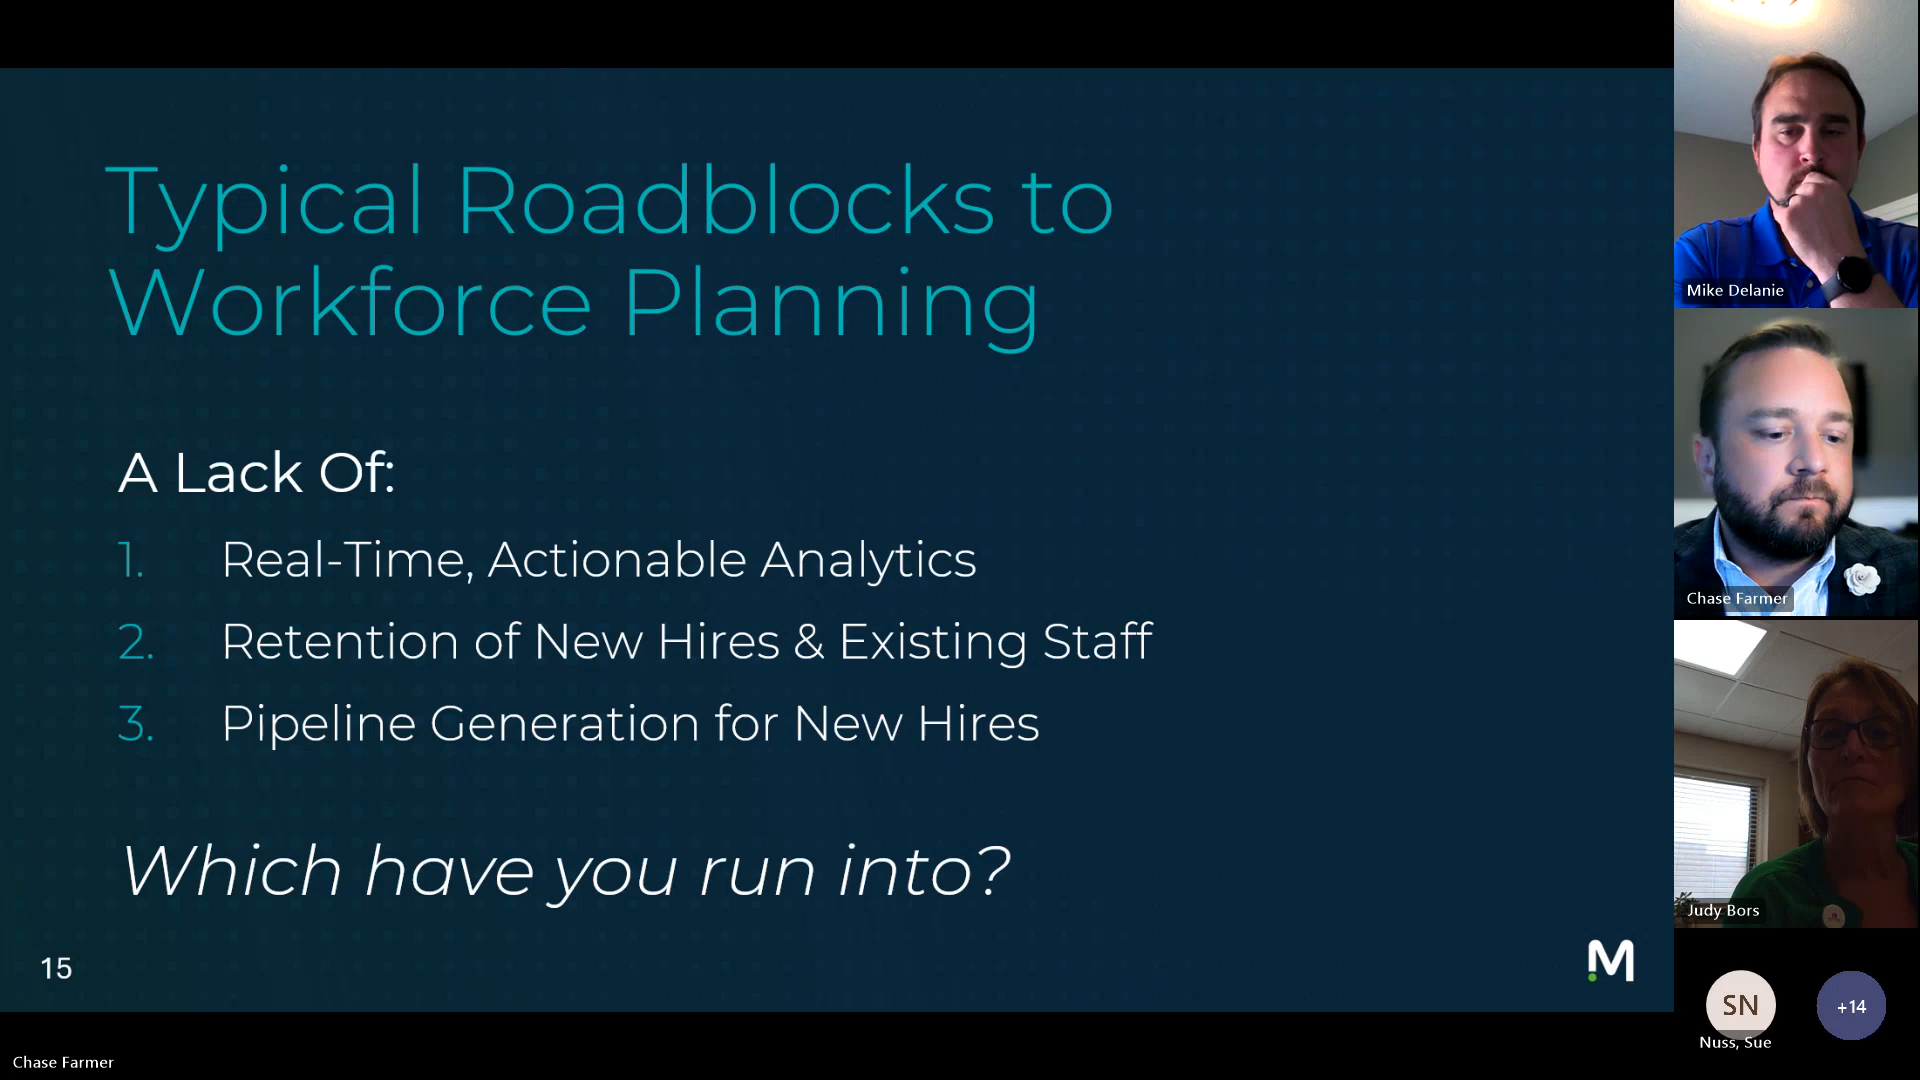 Typical Roadblocks to
Workforce Planning
A Lack Of:
1. Real-Time, Actionable Analytics
2. Retention of New Hires & Existing Staff
3. Pipeline Generation for New Hires
Which have you run into?
15
M
Chase Farmer
Mike Delanie
Chase Farmer
Judy Bors
SN
Nuss, Sue
+14